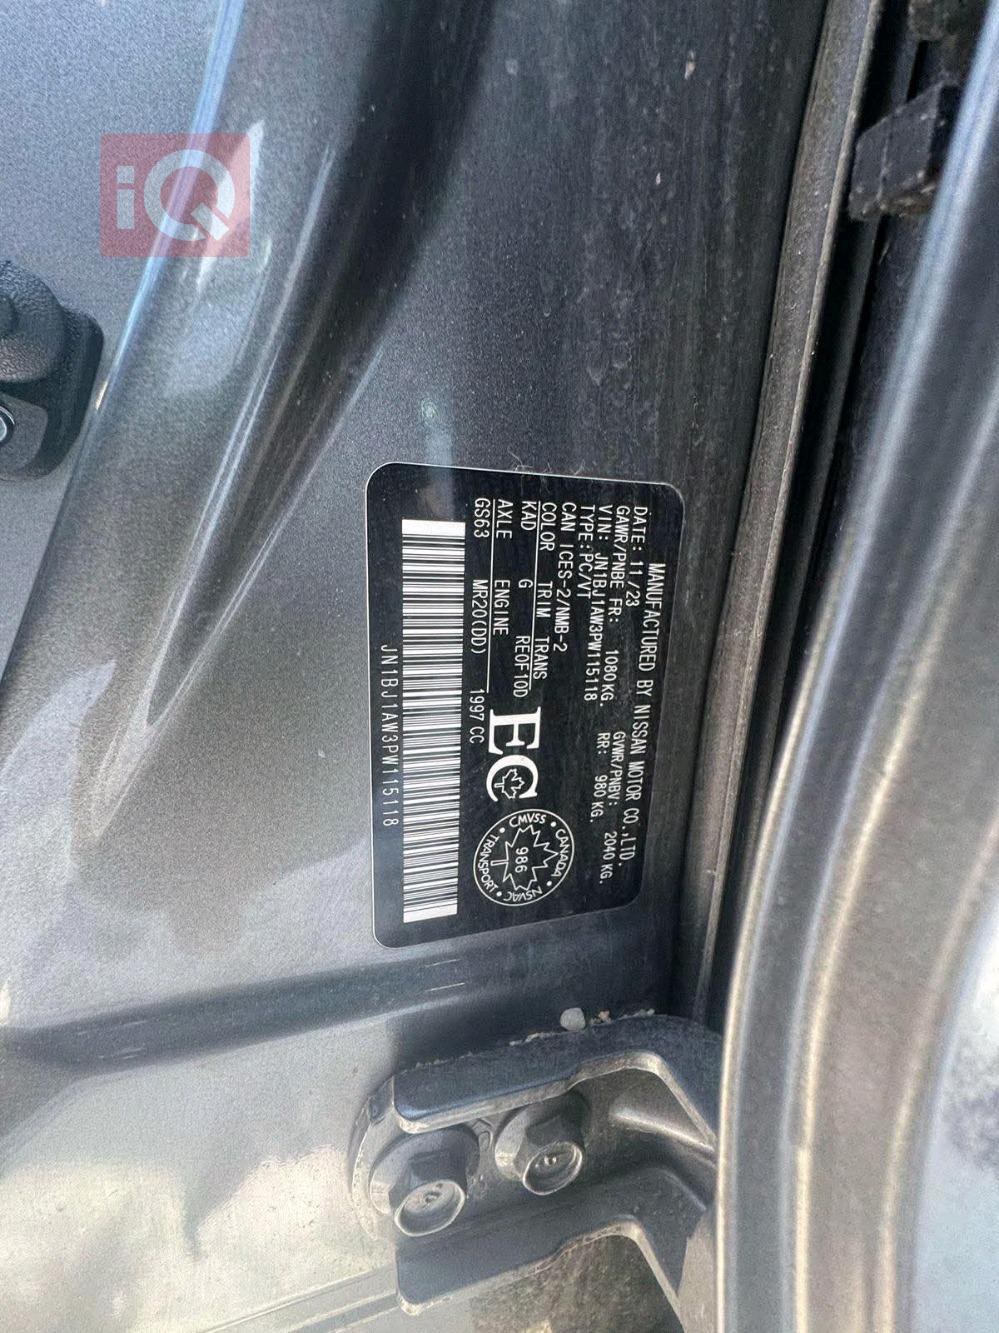 iQ
MANUFACTURED BY NISSAN MOTOR CO.,LTD.
DATE: 11/23 GVWR/PNBV: 2040 KG.
GAWR/PNBE FR: 1080 KG. RR: 980 KG.
VIN: JN1BJ1AW3PW115118
TYPE: PC/VT
CAN ICES-2/NMB-2
COLOR TRIM TRANS
KAD G RE0F10D
AXLE ENGINE
GS63 MR20(DD) 1997 CC
EC
CMVSS • CANADA • NSVAC • TRANSPORT •
986
JN1BJ1AW3PW115118